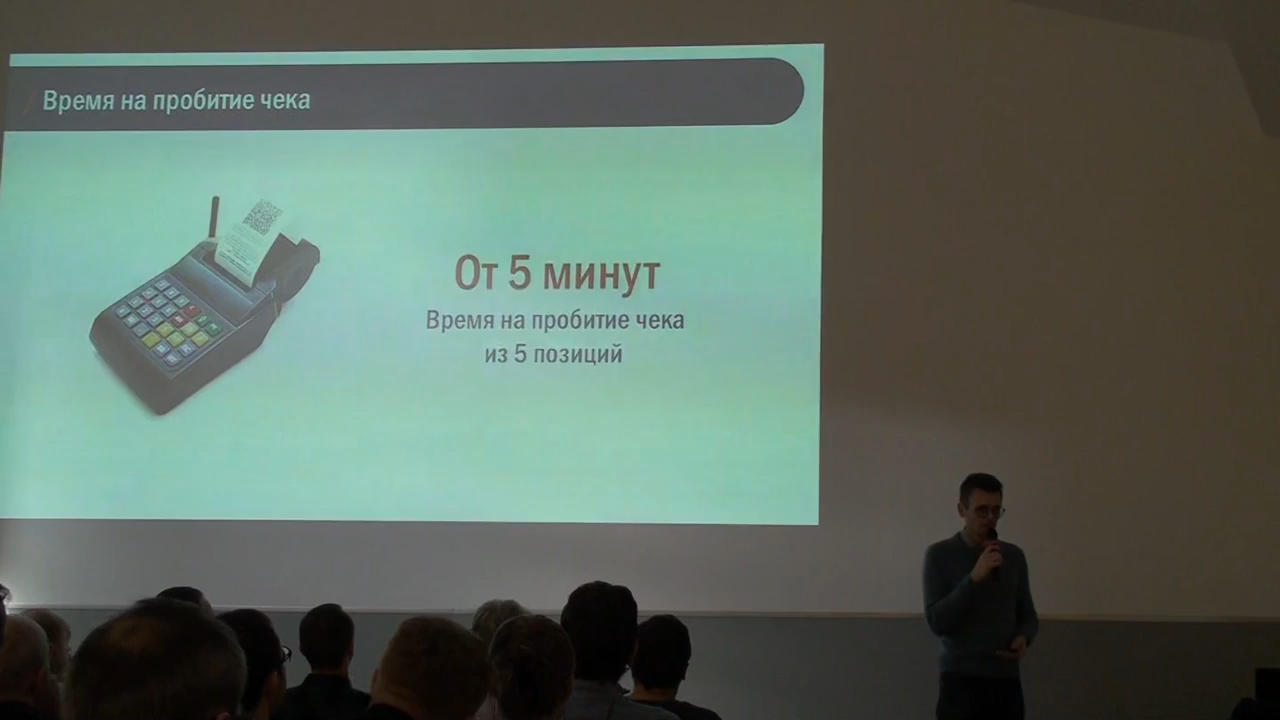 Время на пробитие чека
От 5 минут
Время на пробитие чека
из 5 позиций